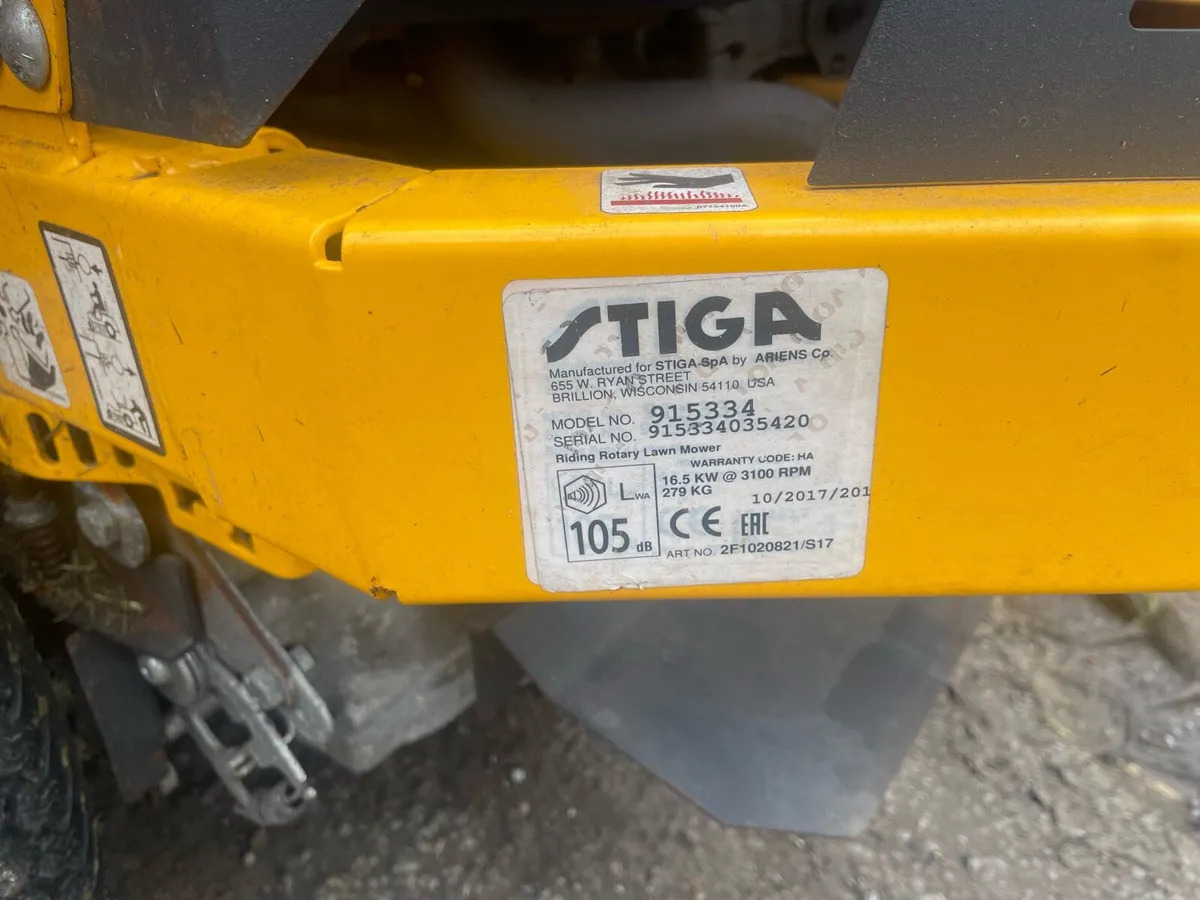 STIGA
Manufactured for STIGA SpA by ARIENS Co.
655 W. RYAN STREET
BRILLION, WISCONSIN 54110 USA
MODEL NO. 915334
SERIAL NO. 915334035420
Riding Rotary Lawn Mower
WARRANTY CODE: HA
16.5 KW @ 3100 RPM
279 KG
10/2017/201
LWA
105 dB
CE EAC
ART NO. 2F1020821/S17